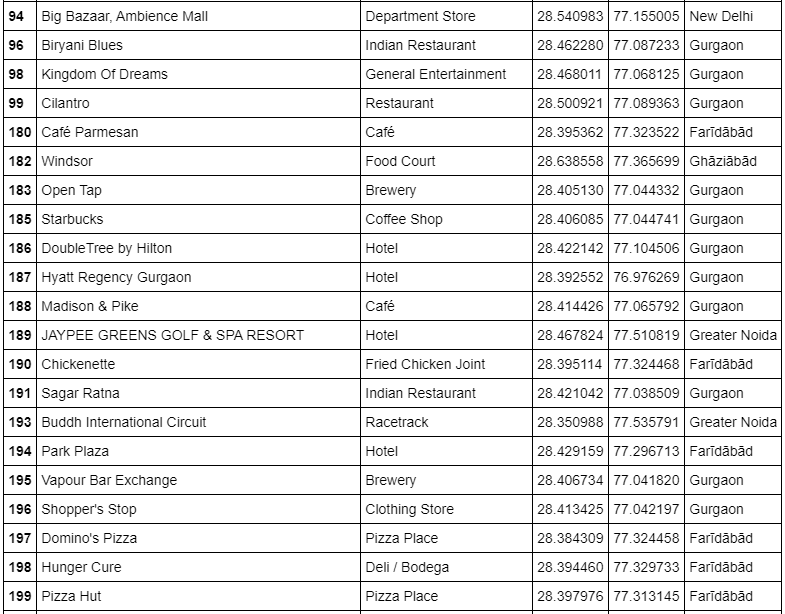 94 Big Bazaar, Ambience Mall Department Store 28.540983 77.155005 New Delhi
96 Biryani Blues Indian Restaurant 28.462280 77.087233 Gurgaon
98 Kingdom Of Dreams General Entertainment 28.468011 77.068125 Gurgaon
99 Cilantro Restaurant 28.500921 77.089363 Gurgaon
180 Café Parmesan Café 28.395362 77.323522 Farīdābād
182 Windsor Food Court 28.638558 77.365699 Ghāziābād
183 Open Tap Brewery 28.405130 77.044332 Gurgaon
185 Starbucks Coffee Shop 28.406085 77.044741 Gurgaon
186 DoubleTree by Hilton Hotel 28.422142 77.104506 Gurgaon
187 Hyatt Regency Gurgaon Hotel 28.392552 76.976269 Gurgaon
188 Madison & Pike Café 28.414426 77.065792 Gurgaon
189 JAYPEE GREENS GOLF & SPA RESORT Hotel 28.467824 77.510819 Greater Noida
190 Chickenette Fried Chicken Joint 28.395114 77.324468 Farīdābād
191 Sagar Ratna Indian Restaurant 28.421042 77.038509 Gurgaon
193 Buddh International Circuit Racetrack 28.350988 77.535791 Greater Noida
194 Park Plaza Hotel 28.429159 77.296713 Farīdābād
195 Vapour Bar Exchange Brewery 28.406734 77.041820 Gurgaon
196 Shopper's Stop Clothing Store 28.413425 77.042197 Gurgaon
197 Domino's Pizza Pizza Place 28.384309 77.324458 Farīdābād
198 Hunger Cure Deli / Bodega 28.394460 77.329733 Farīdābād
199 Pizza Hut Pizza Place 28.397976 77.313145 Farīdābād